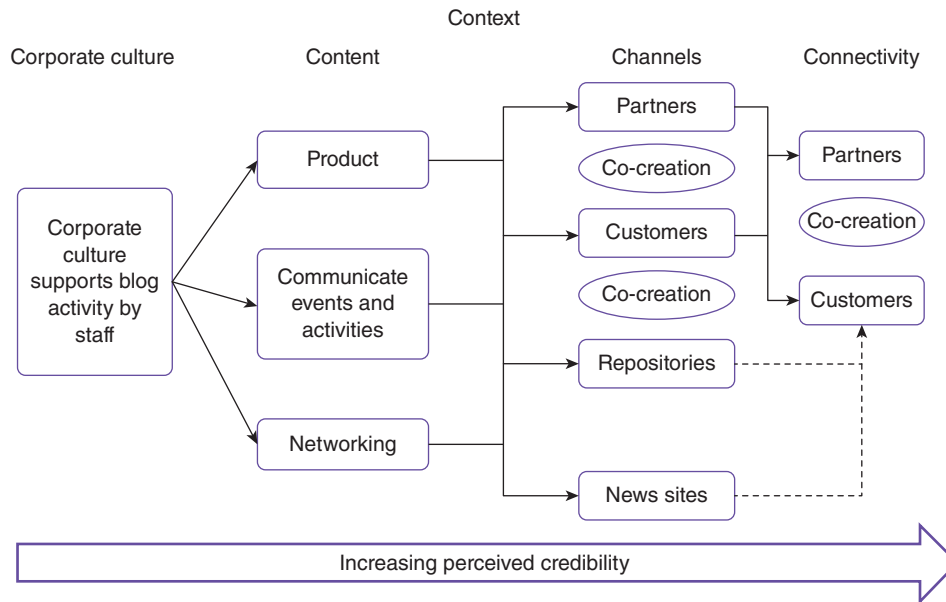 Context
Corporate culture
Content
Channels
Connectivity
Corporate
culture
supports blog
activity by
staff
Product
Communicate
events and
activities
Networking
Partners
Co-creation
Customers
Co-creation
Repositories
News sites
Partners
Co-creation
Customers
Increasing perceived credibility